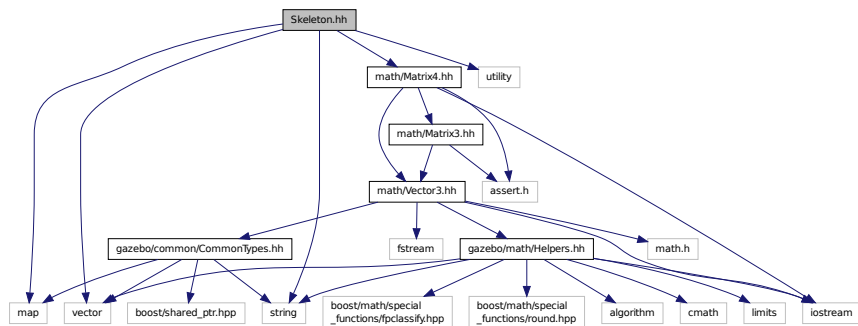 Skeleton.hh
math/Matrix4.hh
utility
math/Matrix3.hh
math/Vector3.hh
assert.h
gazebo/common/CommonTypes.hh
fstream
gazebo/math/Helpers.hh
math.h
map
vector
boost/shared_ptr.hpp
string
boost/math/special
_functions/fpclassify.hpp
boost/math/special
_functions/round.hpp
algorithm
cmath
limits
iostream